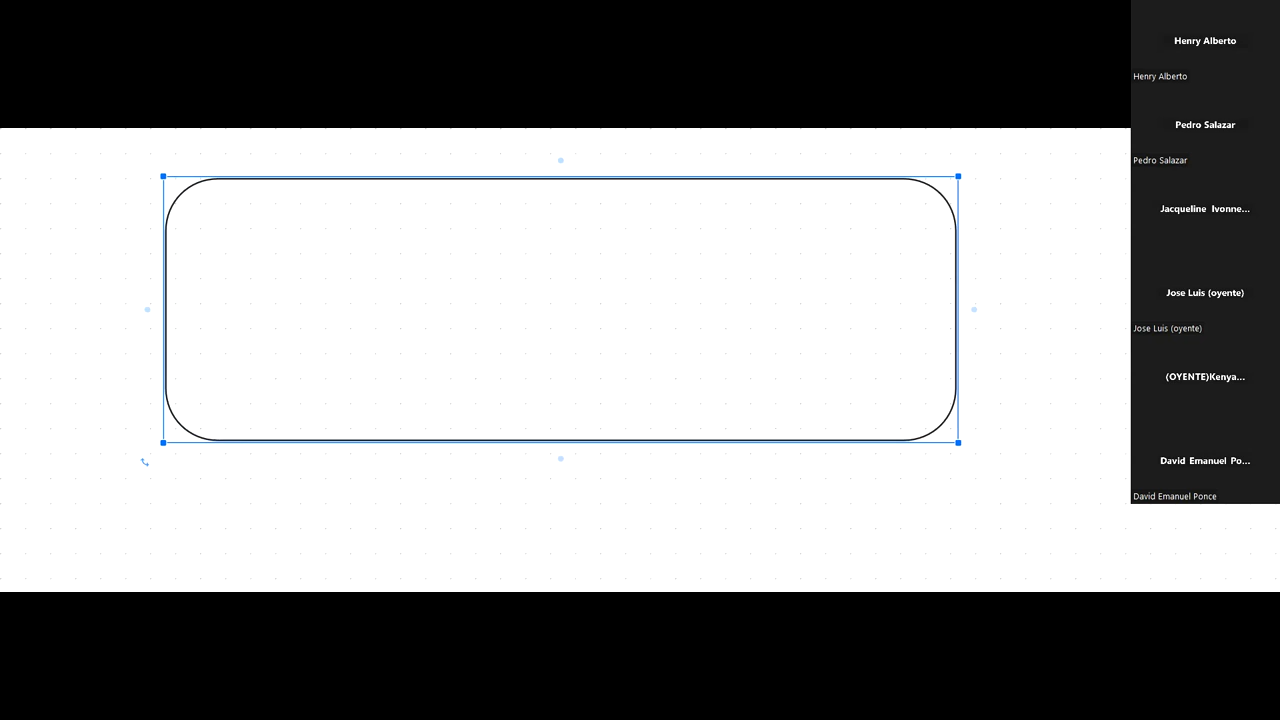 Henry Alberto
Henry Alberto
Pedro Salazar
Pedro Salazar
Jacqueline Ivonne...
Jose Luis (oyente)
Jose Luis (oyente)
(OYENTE)Kenya...
David Emanuel Po...
David Emanuel Ponce